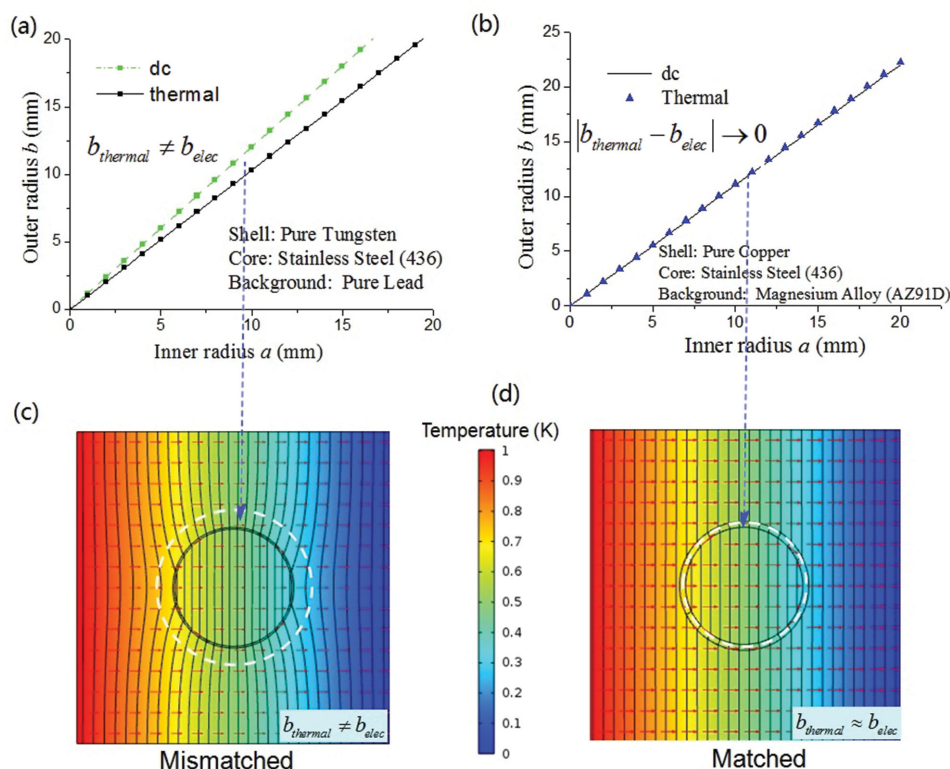 (a)
20
15
10
5
0
0
5
10
15
20
Outer radius b (mm)
Inner radius a (mm)
dc
thermal
b_thermal ≠ b_elec
Shell: Pure Tungsten
Core: Stainless Steel (436)
Background: Pure Lead
(b)
25
20
15
10
5
0
0
5
10
15
20
Outer radius b (mm)
Inner radius a (mm)
dc
Thermal
|b_thermal − b_elec| → 0
Shell: Pure Copper
Core: Stainless Steel (436)
Background: Magnesium Alloy (AZ91D)
(c)
b_thermal ≠ b_elec
Mismatched
Temperature (K)
1
0.9
0.8
0.7
0.6
0.5
0.4
0.3
0.2
0.1
0
(d)
b_thermal ≈ b_elec
Matched